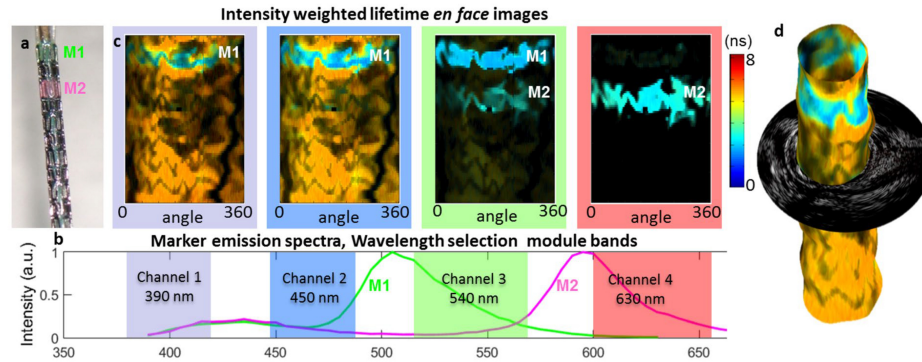 Intensity weighted lifetime en face images
a
M1
M2
c
M1
0 angle 360
M1
0 angle 360
M1
M2
0 angle 360
M2
0 angle 360
(ns)
8
0
d
b
Marker emission spectra, Wavelength selection module bands
Intensity (a.u.)
1
0.5
0
Channel 1
390 nm
Channel 2
450 nm
M1
Channel 3
540 nm
M2
Channel 4
630 nm
350 400 450 500 550 600 650